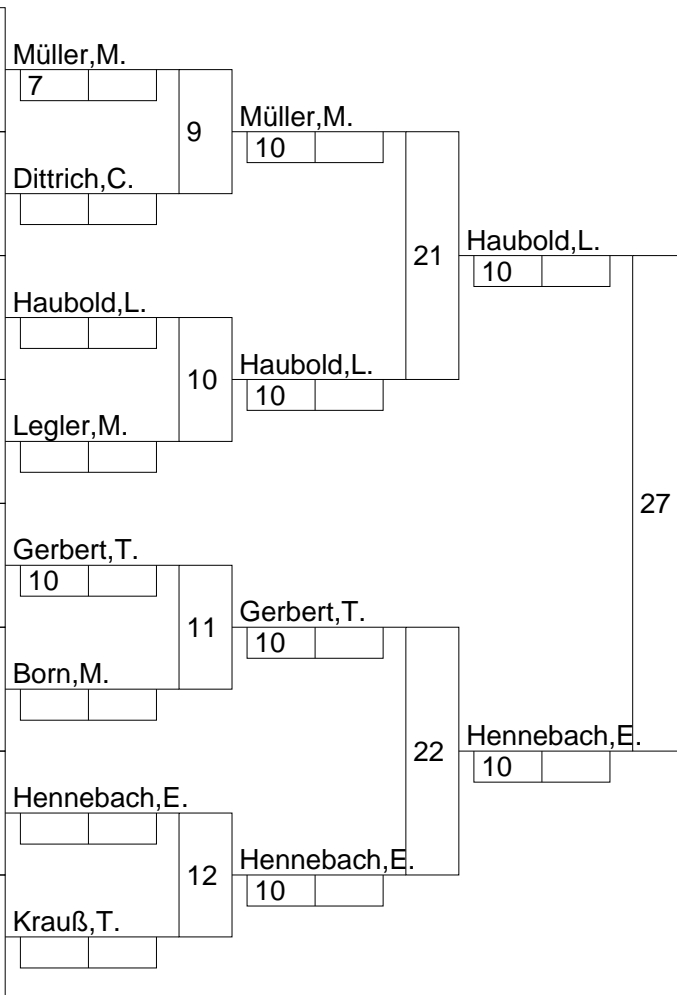 Müller,M.
7
9
Müller,M.
10
Dittrich,C.
21
Haubold,L.
10
Haubold,L.
10
Haubold,L.
10
Legler,M.
27
Gerbert,T.
10
11
Gerbert,T.
10
Born,M.
22
Hennebach,E.
10
Hennebach,E.
12
Hennebach,E.
10
Krauß,T.